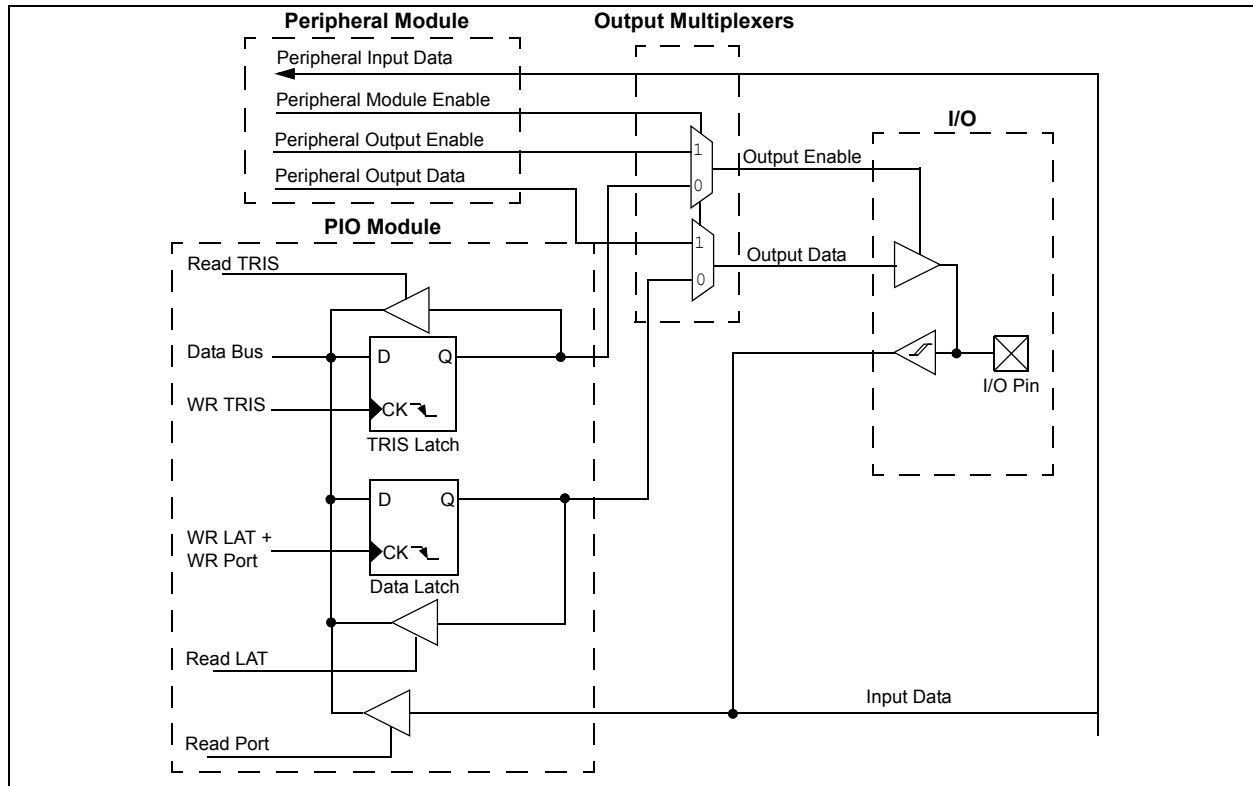 Peripheral Module
Output Multiplexers
Peripheral Input Data
Peripheral Module Enable
Peripheral Output Enable
Peripheral Output Data
1
0
1
0
Output Enable
Output Data
I/O
I/O Pin
PIO Module
Read TRIS
Data Bus
D
Q
WR TRIS
CK
TRIS Latch
D
Q
WR LAT +
WR Port
CK
Data Latch
Read LAT
Input Data
Read Port